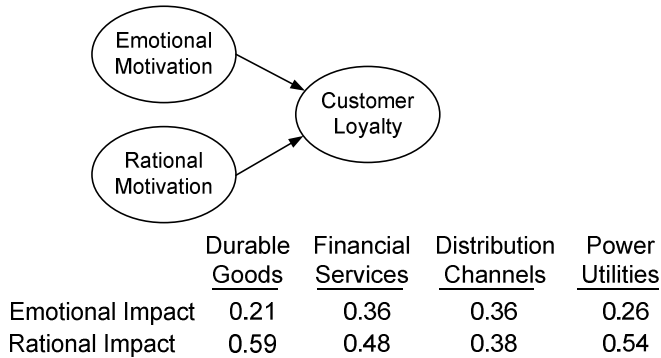 Emotional
Motivation
Customer
Loyalty
Rational
Motivation
Durable Financial Distribution Power
Goods Services Channels Utilities
Emotional Impact 0.21 0.36 0.36 0.26
Rational Impact 0.59 0.48 0.38 0.54